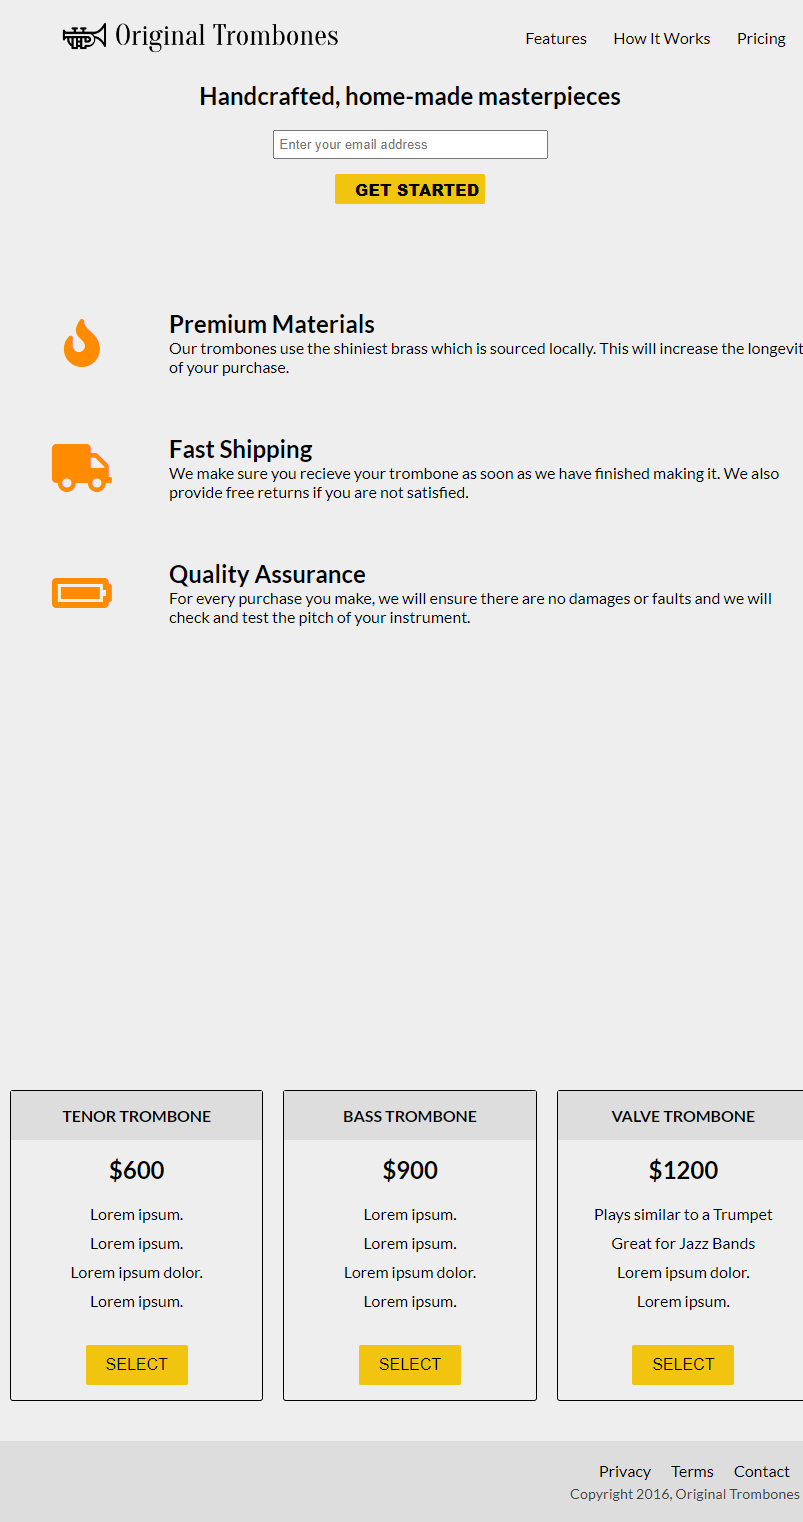 Original Trombones
Features How It Works Pricing
Handcrafted, home-made masterpieces
Enter your email address
GET STARTED
Premium Materials
Our trombones use the shiniest brass which is sourced locally. This will increase the longevit
of your purchase.
Fast Shipping
We make sure you recieve your trombone as soon as we have finished making it. We also
provide free returns if you are not satisfied.
Quality Assurance
For every purchase you make, we will ensure there are no damages or faults and we will
check and test the pitch of your instrument.
TENOR TROMBONE
$600
Lorem ipsum.
Lorem ipsum.
Lorem ipsum dolor.
Lorem ipsum.
SELECT
BASS TROMBONE
$900
Lorem ipsum.
Lorem ipsum.
Lorem ipsum dolor.
Lorem ipsum.
SELECT
VALVE TROMBONE
$1200
Plays similar to a Trumpet
Great for Jazz Bands
Lorem ipsum dolor.
Lorem ipsum.
SELECT
Privacy Terms Contact
Copyright 2016, Original Trombones